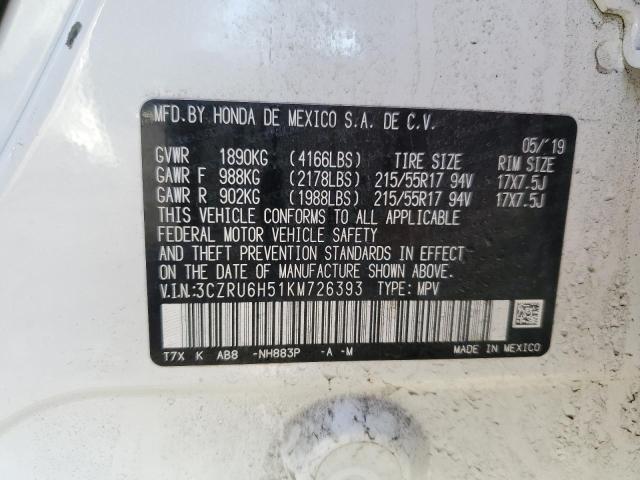 MFD.BY HONDA DE MEXICO S.A. DE C.V.
05/'19
GVWR 1890KG (4166LBS) TIRE SIZE RIM SIZE
GAWR F 988KG (2178LBS) 215/55R17 94V 17X7.5J
GAWR R 902KG (1988LBS) 215/55R17 94V 17X7.5J
THIS VEHICLE CONFORMS TO ALL APPLICABLE
FEDERAL MOTOR VEHICLE SAFETY
AND THEFT PREVENTION STANDARDS IN EFFECT
ON THE DATE OF MANUFACTURE SHOWN ABOVE.
V.I.N:3CZRU6H51KM726393 TYPE: MPV
T7X K AB8 -NH883P -A -M MADE IN MEXICO